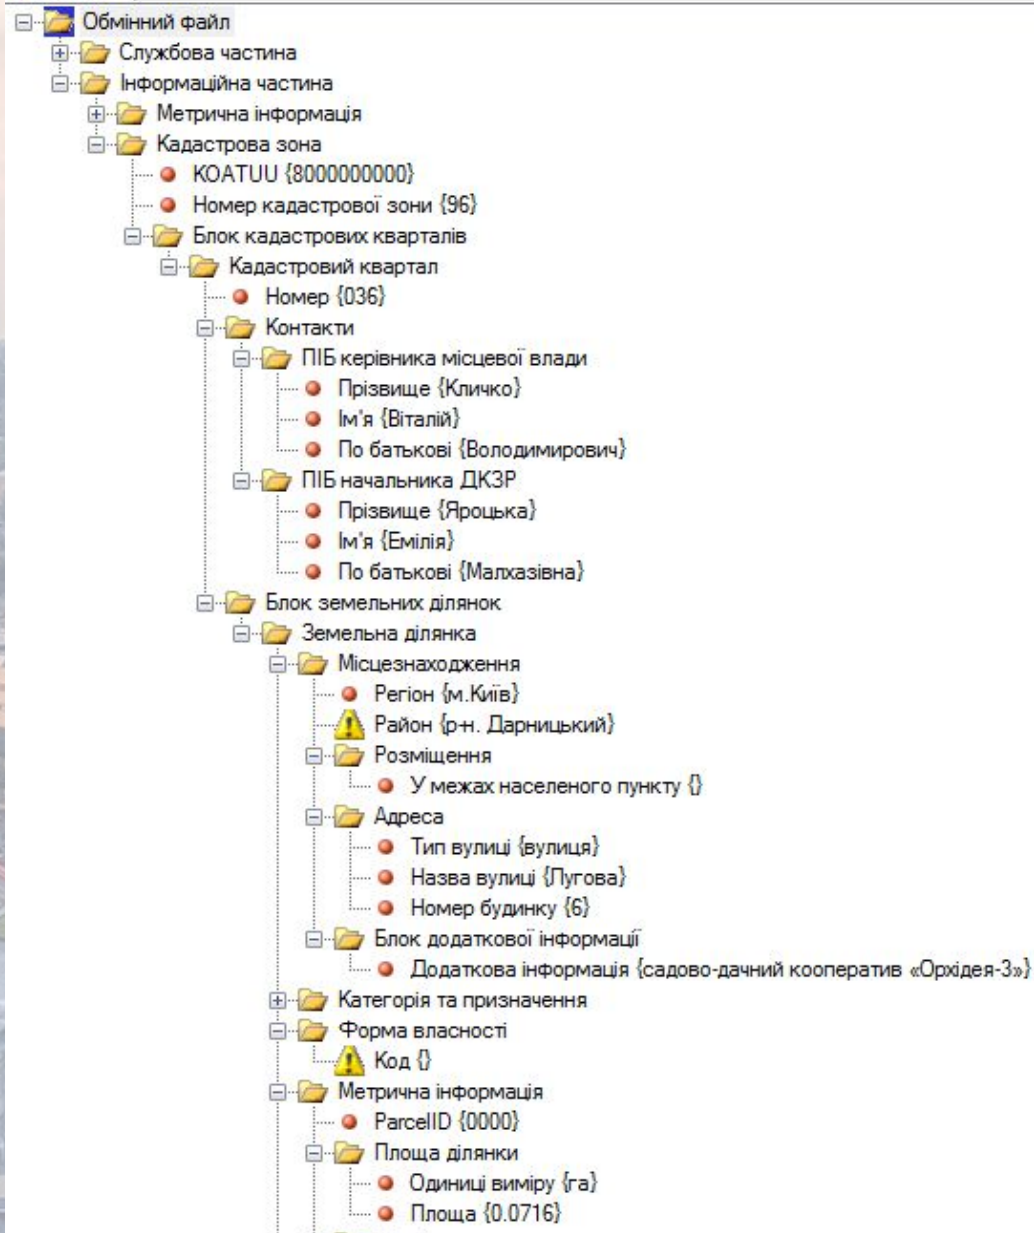 Обмінний файл
Службова частина
Інформаційна частина
Метрична інформація
Кадастрова зона
KOATUU {8000000000}
Номер кадастрової зони {96}
Блок кадастрових кварталів
Кадастровий квартал
Номер {036}
Контакти
ПІБ керівника місцевої влади
Прізвище {Кличко}
Ім'я {Віталій}
По батькові {Володимирович}
ПІБ начальника ДКЗР
Прізвище {Яроцька}
Ім'я {Емілія}
По батькові {Малхазівна}
Блок земельних ділянок
Земельна ділянка
Місцезнаходження
Регіон {м.Київ}
Район {р-н. Дарницький}
Розміщення
У межах населеного пункту {}
Адреса
Тип вулиці {вулиця}
Назва вулиці {Лугова}
Номер будинку {6}
Блок додаткової інформації
Додаткова інформація {садово-дачний кооператив «Орхідея-3»}
Категорія та призначення
Форма власності
Код {}
Метрична інформація
ParcelID {0000}
Площа ділянки
Одиниці виміру {га}
Площа {0.0716}